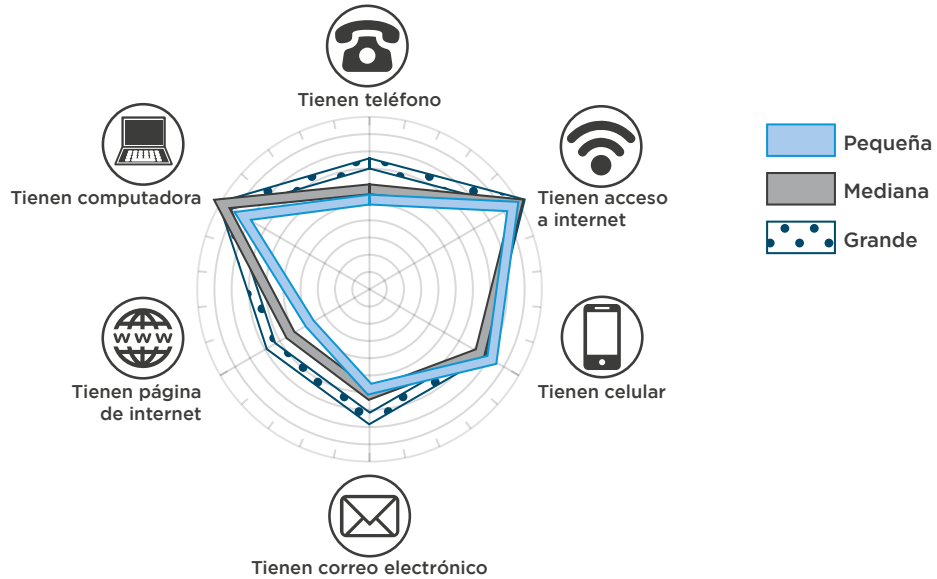 Tienen teléfono
Tienen computadora
Tienen acceso
a internet
Pequeña
Mediana
Grande
WWW
Tienen página
de internet
Tienen celular
Tienen correo electrónico